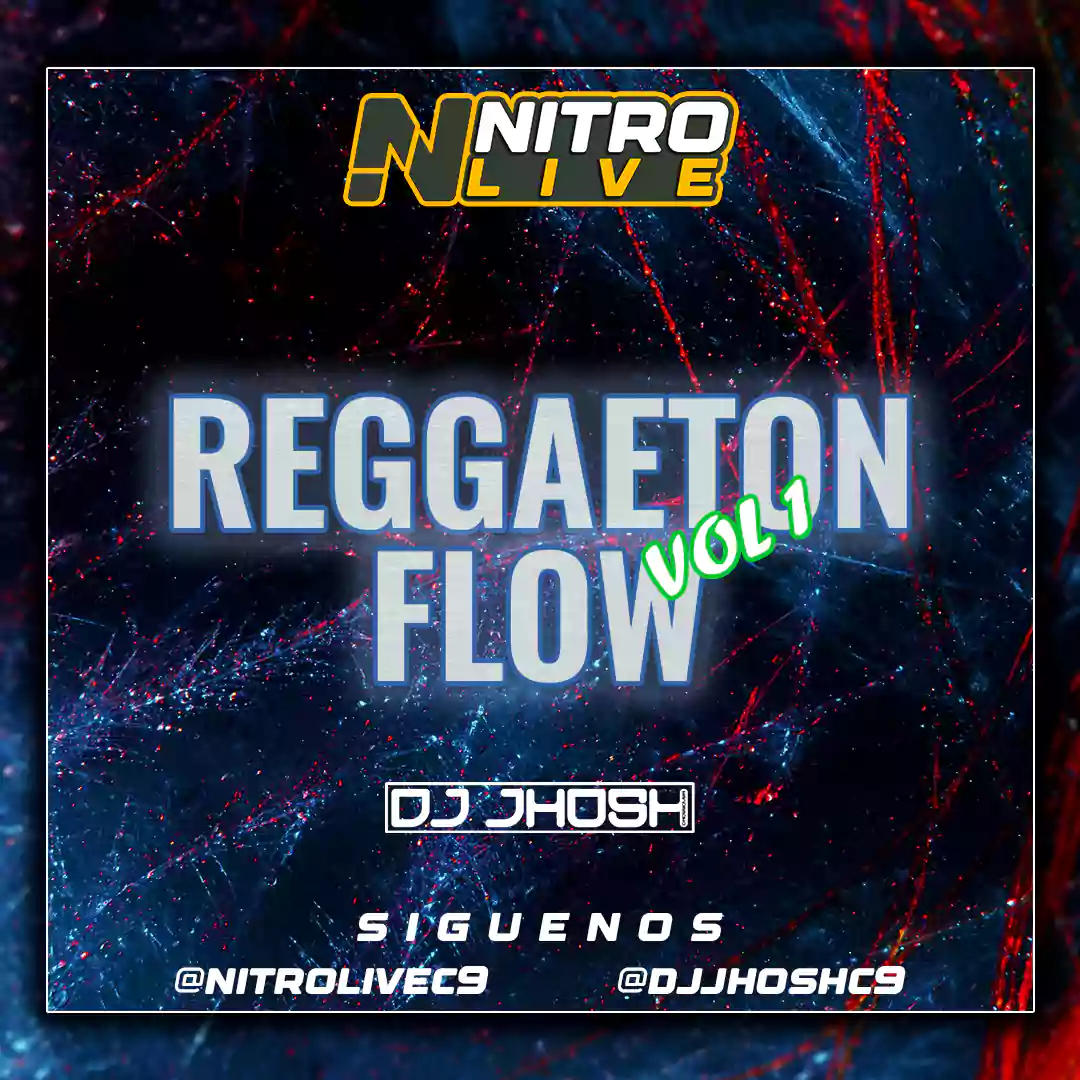 NITRO
LIVE
REGGAETON
VOL 1
FLOW
DJ JHOSH
SIGUENOS
@NITROLIVEC9 @DJJHOSHC9